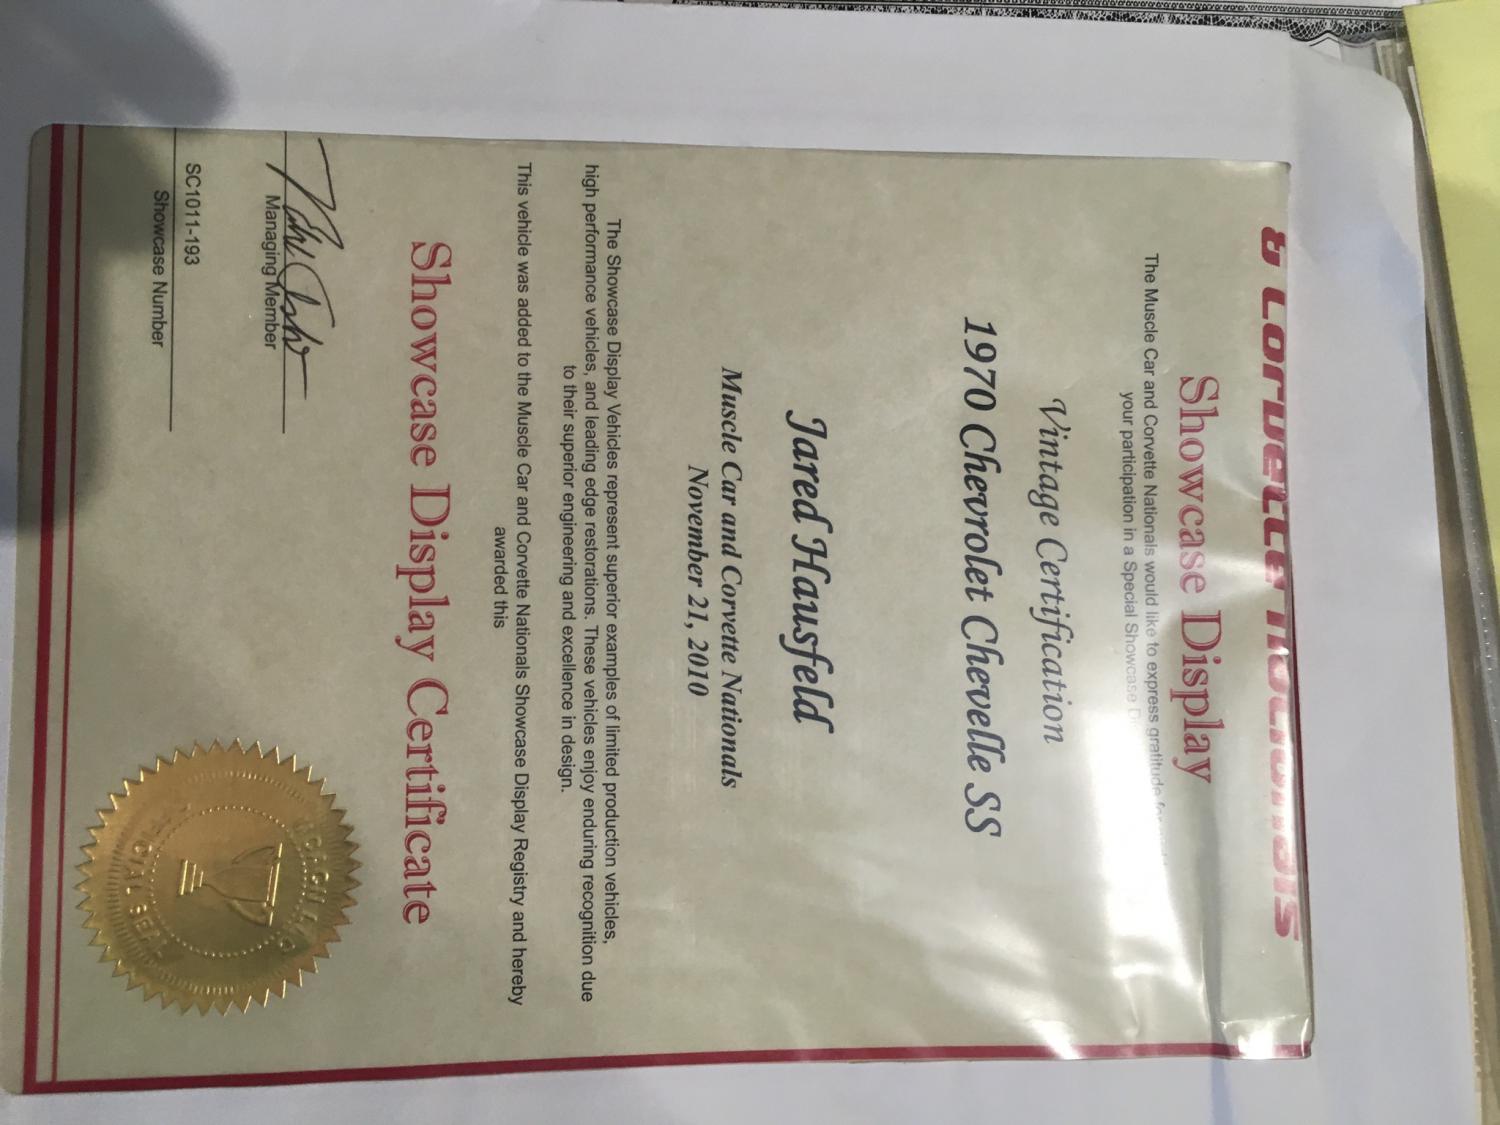 & Corvette Nationals
Showcase Display
The Muscle Car and Corvette Nationals would like to express gratitude for
your participation in a Special Showcase
Vintage Certification
1970 Chevrolet Chevelle SS
Jared Hausfeld
Muscle Car and Corvette Nationals
November 21, 2010
The Showcase Display Vehicles represent superior examples of limited production vehicles,
high performance vehicles, and leading edge restorations. These vehicles enjoy enduring recognition due
to their superior engineering and excellence in design.
This vehicle was added to the Muscle Car and Corvette Nationals Showcase Display Registry and hereby
awarded this
Showcase Display Certificate
Managing Member
SC1011-193
Showcase Number